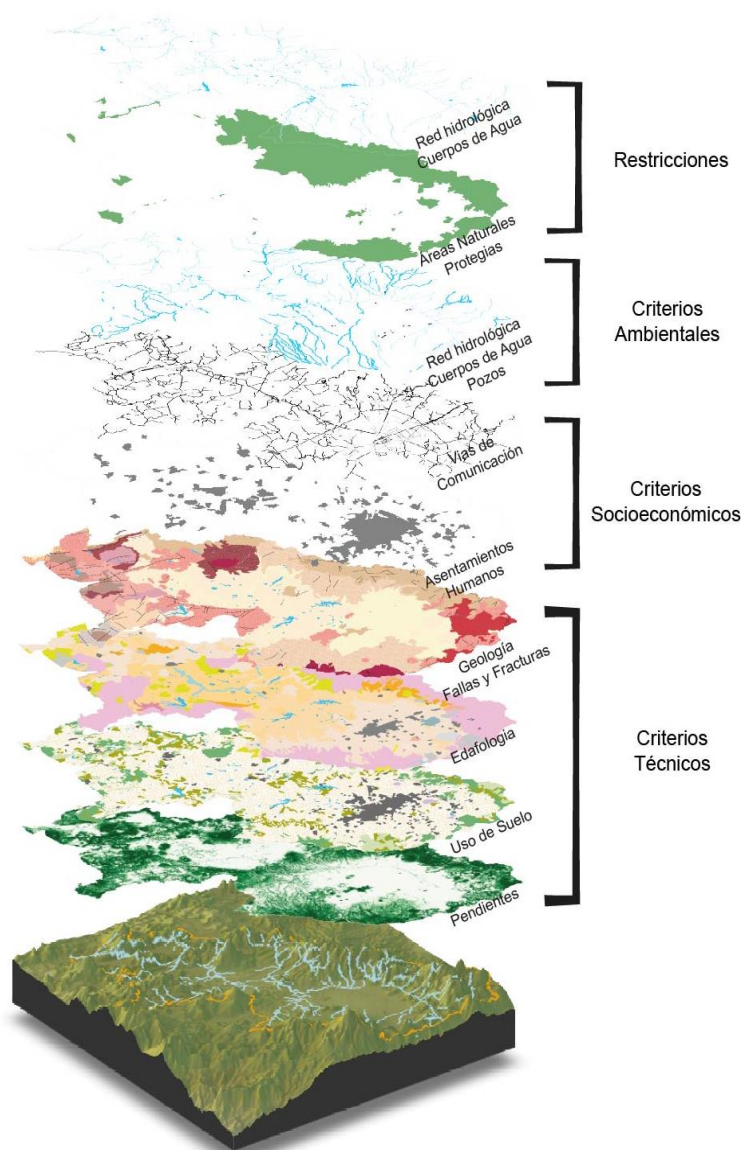 Red hidrológica
Cuerpos de Agua
Restricciones
Áreas Naturales
Protegias
Criterios
Ambientales
Red hidrológica
Cuerpos de Agua
Pozos
Vías de
Comunicación
Criterios
Socioeconómicos
Asentamientos
Humanos
Geología
Fallas y Fracturas
Edafología
Criterios
Técnicos
Uso de Suelo
Pendientes